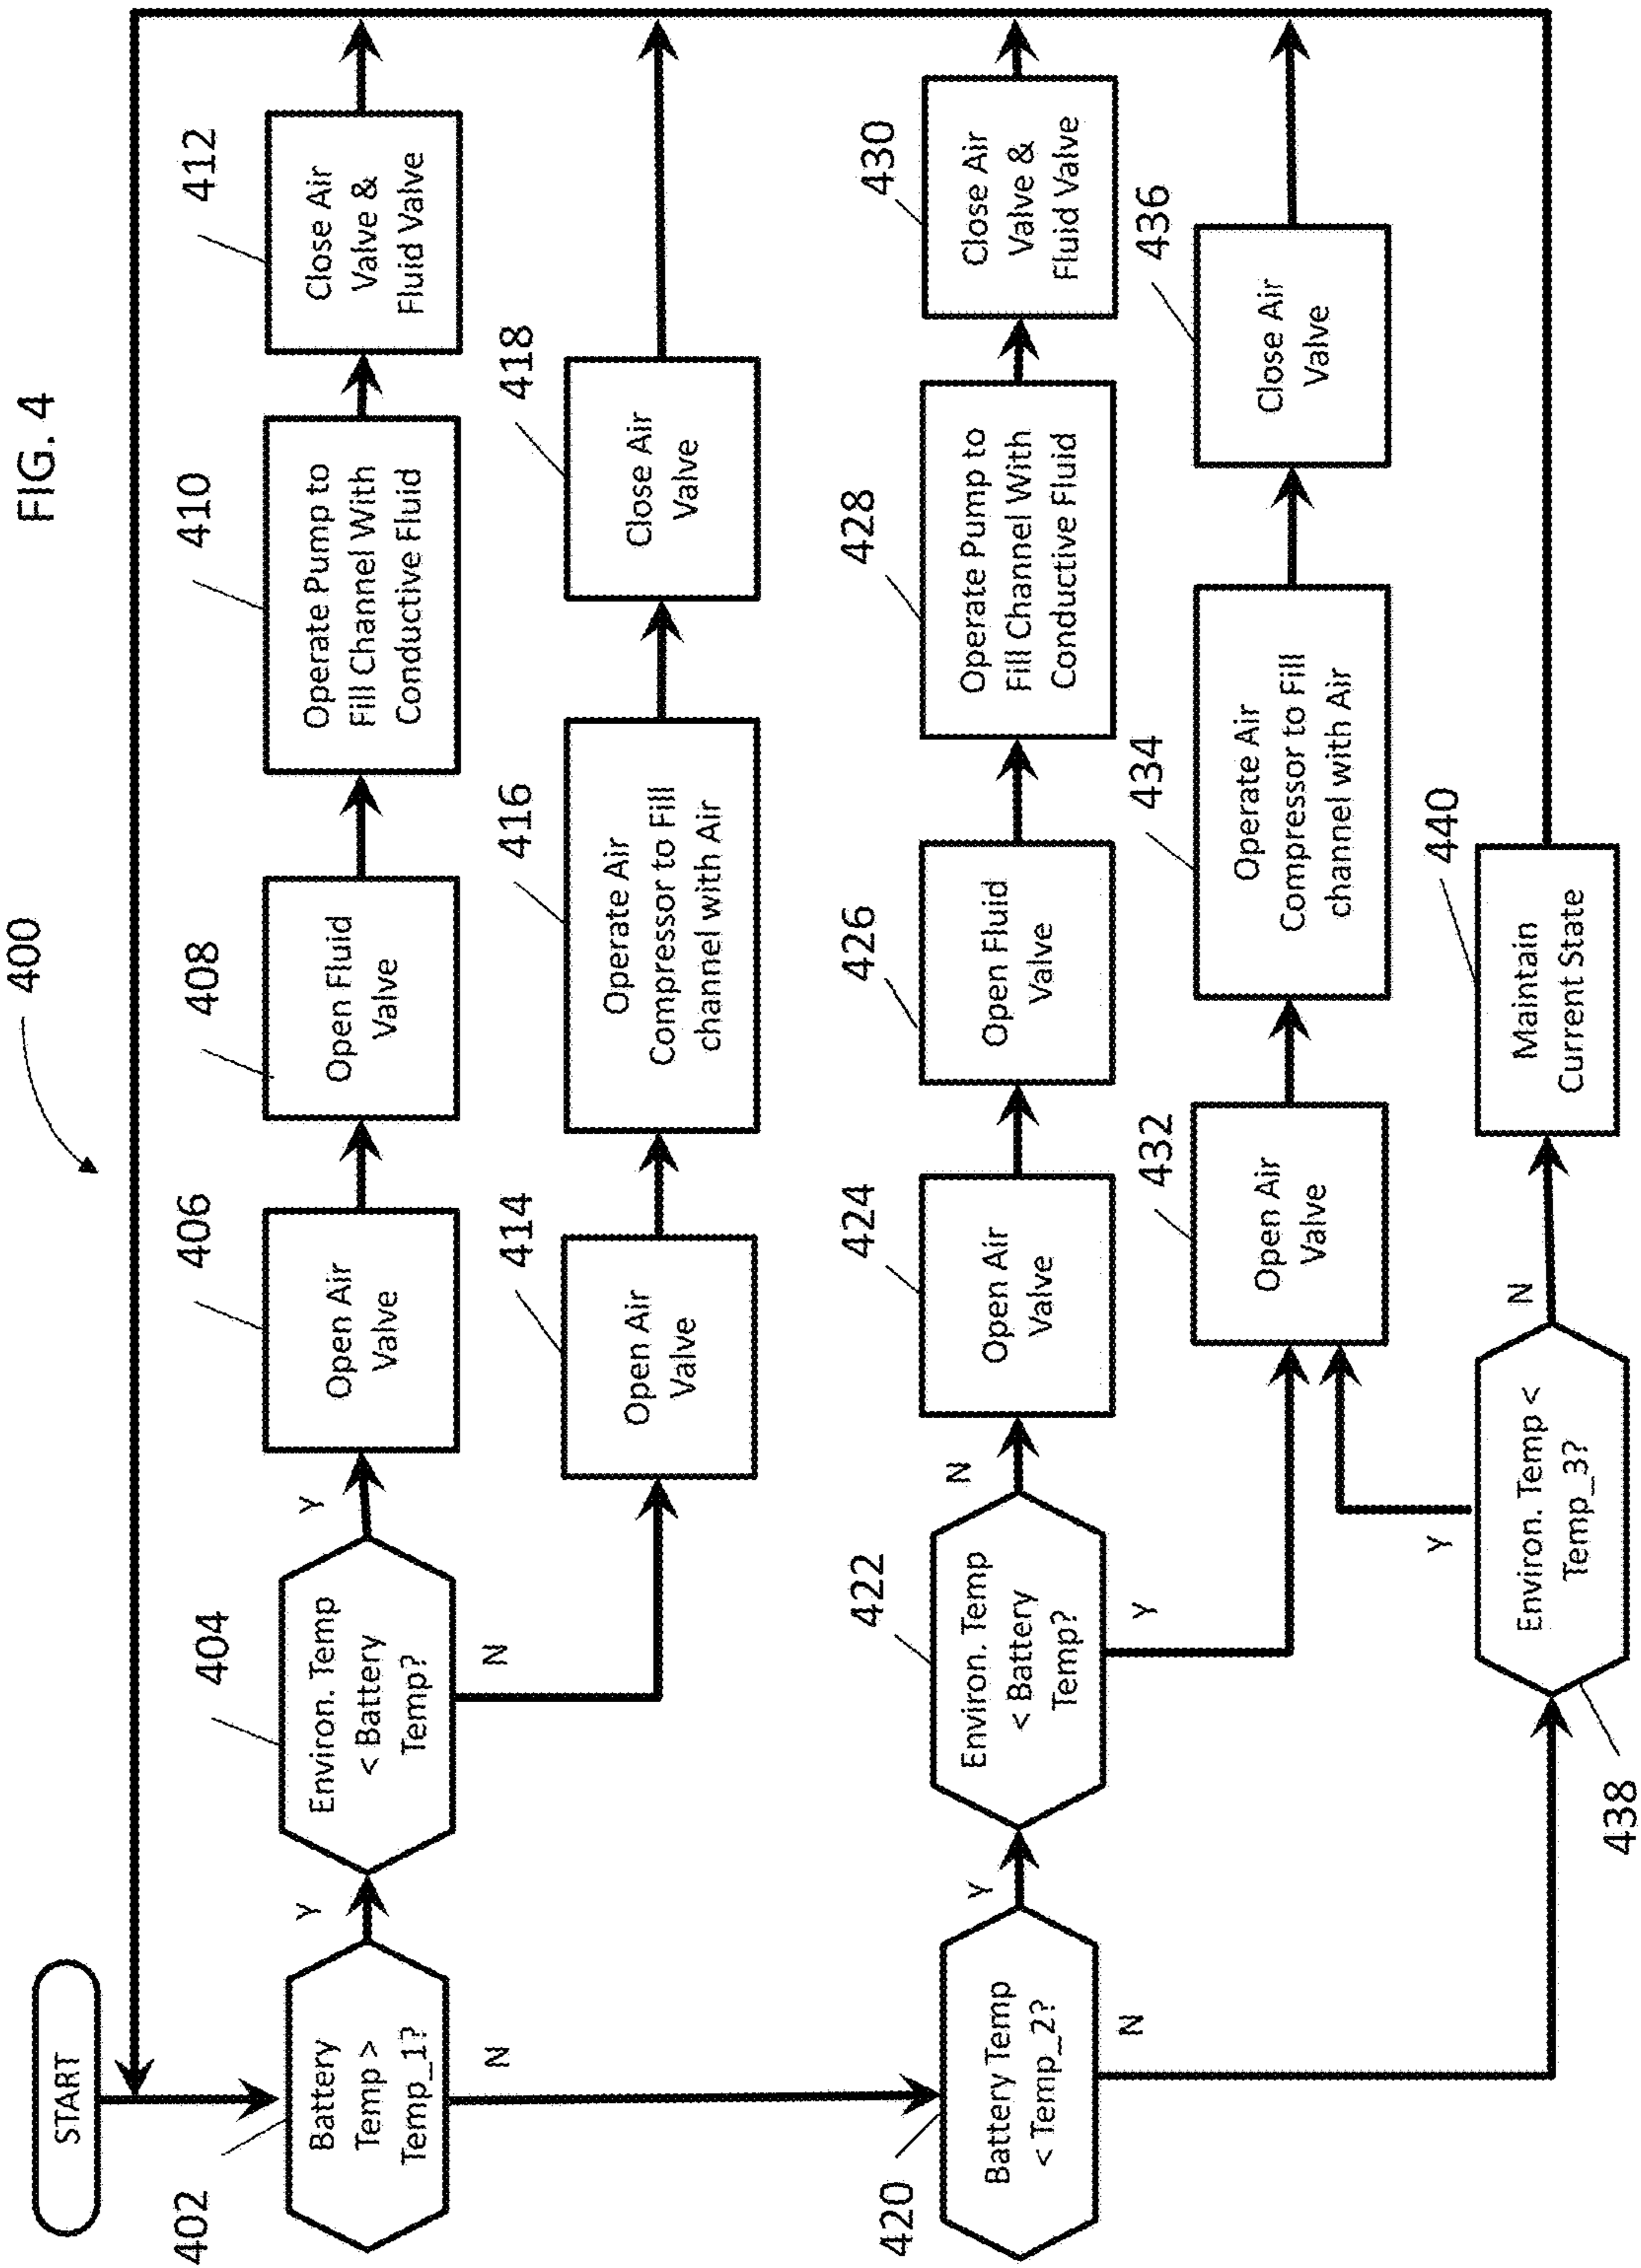 FIG. 4
400
START
402
Battery
Temp >
Temp_1?
Y
N
404
Environ. Temp
< Battery
Temp?
Y
N
406
Open Air
Valve
408
Open Fluid
Valve
410
Operate Pump to
Fill Channel With
Conductive Fluid
412
Close Air
Valve &
Fluid Valve
414
Open Air
Valve
416
Operate Air
Compressor to Fill
channel with Air
418
Close Air
Valve
420
Battery Temp
< Temp_2?
Y
N
422
Environ. Temp
< Battery
Temp?
N
Y
424
Open Air
Valve
426
Open Fluid
Valve
428
Operate Pump to
Fill Channel With
Conductive Fluid
430
Close Air
Valve &
Fluid Valve
432
Open Air
Valve
434
Operate Air
Compressor to Fill
channel with Air
436
Close Air
Valve
438
Environ. Temp <
Temp_3?
Y
N
440
Maintain
Current State